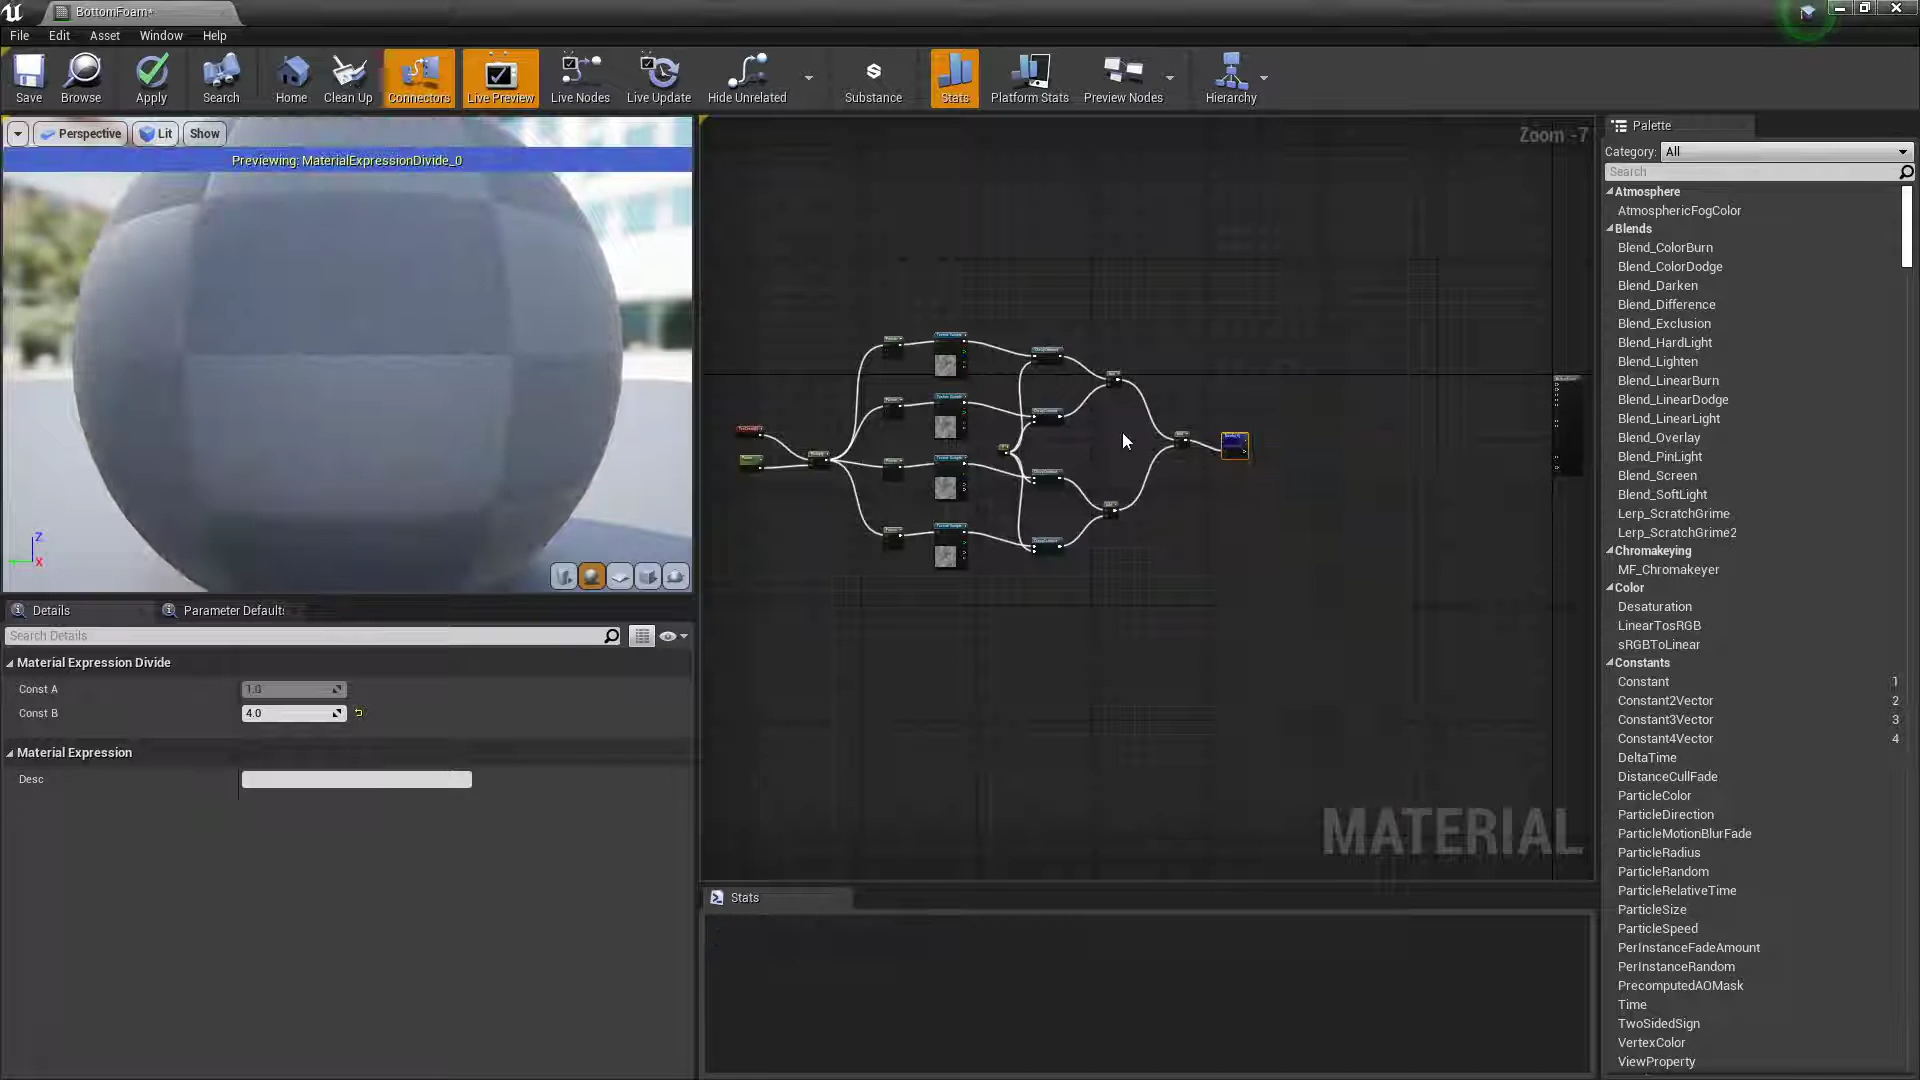 BottomFoam*
File Edit Asset Window Help
Save Browse Apply Search Home Clean Up Connectors Live Preview Live Nodes Live Update Hide Unrelated Substance Stats Platform Stats Preview Nodes Hierarchy
Perspective Lit Show
Previewing: MaterialExpressionDivide_0
Z
X
Zoom -7
MATERIAL
Details Parameter Default:
Search Details
Material Expression Divide
Const A 1.0
Const B 4.0
Material Expression
Desc
Stats
Palette
Category: All
Search
Atmosphere
AtmosphericFogColor
Blends
Blend_ColorBurn
Blend_ColorDodge
Blend_Darken
Blend_Difference
Blend_Exclusion
Blend_HardLight
Blend_Lighten
Blend_LinearBurn
Blend_LinearDodge
Blend_LinearLight
Blend_Overlay
Blend_PinLight
Blend_Screen
Blend_SoftLight
Lerp_ScratchGrime
Lerp_ScratchGrime2
Chromakeying
MF_Chromakeyer
Color
Desaturation
LinearTosRGB
sRGBToLinear
Constants
Constant 1
Constant2Vector 2
Constant3Vector 3
Constant4Vector 4
DeltaTime
DistanceCullFade
ParticleColor
ParticleDirection
ParticleMotionBlurFade
ParticleRadius
ParticleRandom
ParticleRelativeTime
ParticleSize
ParticleSpeed
PerInstanceFadeAmount
PerInstanceRandom
PrecomputedAOMask
Time
TwoSidedSign
VertexColor
ViewProperty